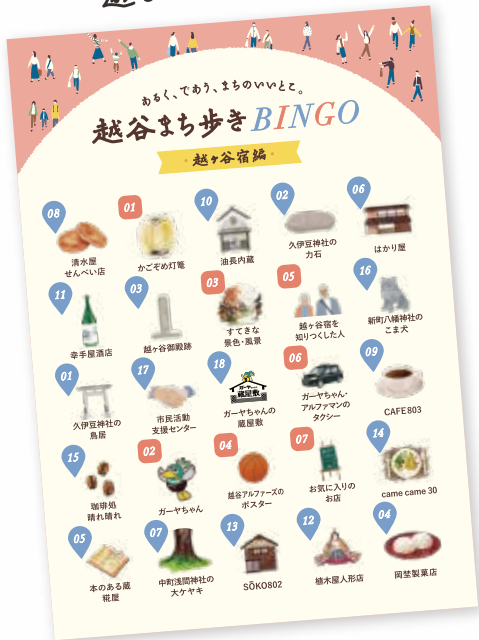 あるく、であう、まちのいいとこ。
越谷まち歩きBINGO
・越ヶ谷宿編・
08
清水屋
せんべい店
01
かごぞめ灯篭
10
油長内蔵
02
久伊豆神社の
力石
06
はかり屋
11
幸手屋酒店
03
越ヶ谷御殿跡
03
すてきな
景色・風景
05
越ヶ谷宿を
知りつくした人
16
新町八幡神社の
こま犬
01
久伊豆神社の
鳥居
17
市民活動
支援センター
18
ガーヤちゃんの
蔵屋敷
ガーヤちゃんの
蔵屋敷
06
ガーヤちゃん・
アルファマンの
タクシー
09
CAFE803
15
珈琲処
晴れ晴れ
02
ガーヤちゃん
04
越谷アルファーズの
ポスター
07
お気に入りの
お店
14
came came 30
05
本のある蔵
糀屋
07
中町浅間神社の
大ケヤキ
13
SŌKO802
12
植木屋人形店
04
岡埜製菓店